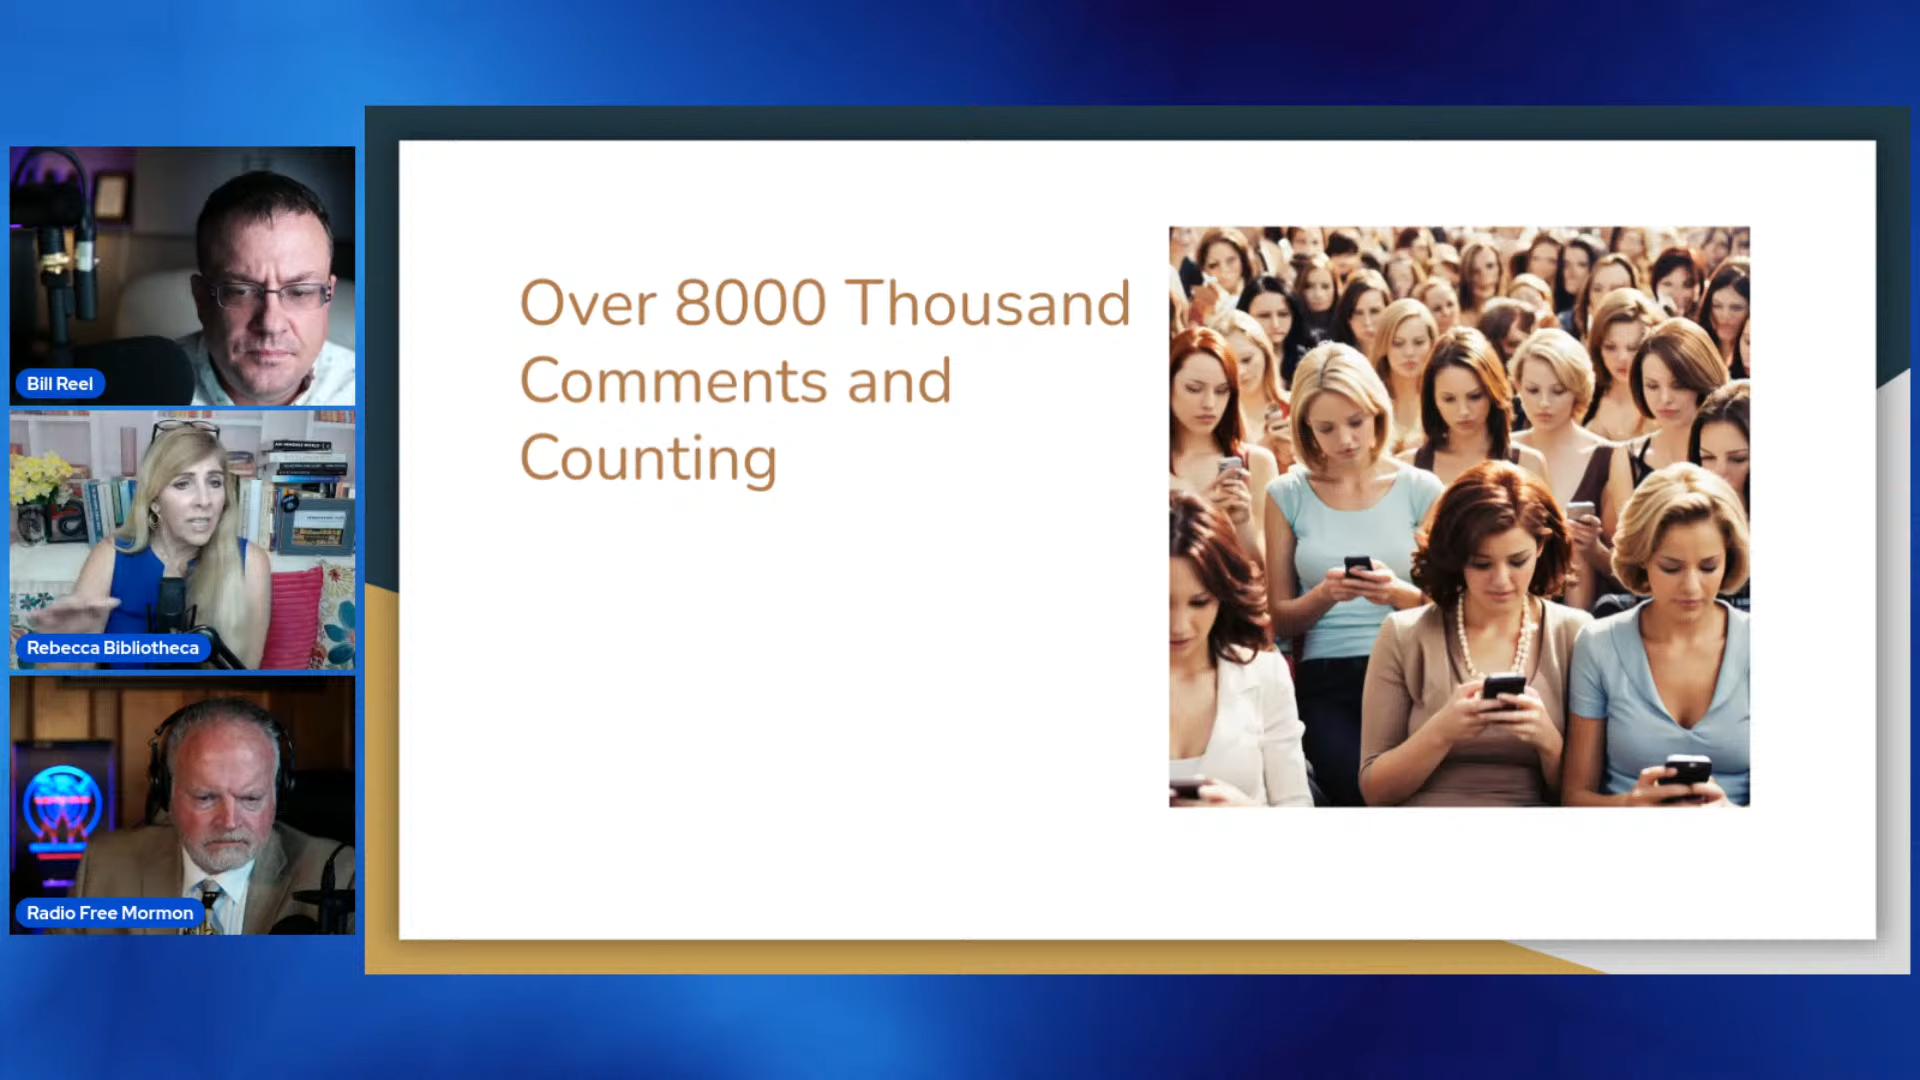 Over 8000 Thousand
Comments and
Counting
Bill Reel
Rebecca Bibliotheca
Radio Free Mormon